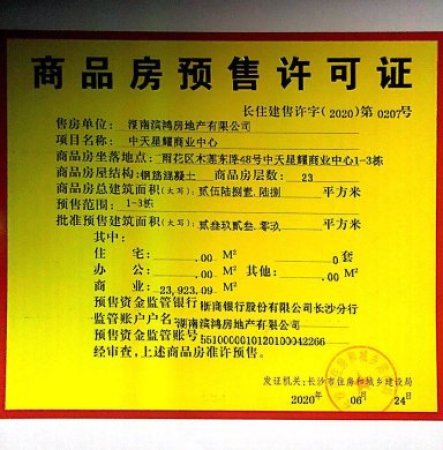 商品房预售许可证
长住建售许字(2020)第 0207号
售房单位: 湖南滨鸿房地产有限公司
项目名称: 中天星耀商业中心
商品房坐落地点: 雨花区木莲东路48号中天星耀商业中心1-3栋
商品房屋结构: 钢筋混凝土 商品房层数: 23
商品房总建筑面积(大写): 贰伍陆捌壹.陆捌 平方米
预售范围: 1-3栋
批准预售建筑面积(大写): 贰叁玖贰叁.零玖 平方米
其中:
住 宅: .00 M² 0 套
办 公: .00 M² 其他: .00 M²
商 业: 23,923.09 M²
预售资金监管银行 浙商银行股份有限公司长沙分行
监管账户户名 湖南滨鸿房地产有限公司
预售资金监管账号 5510000010120100042266
经审查,上述商品房准许预售。
发证机关:长沙市住房和城乡建设局
2020 年 06 月 24 日